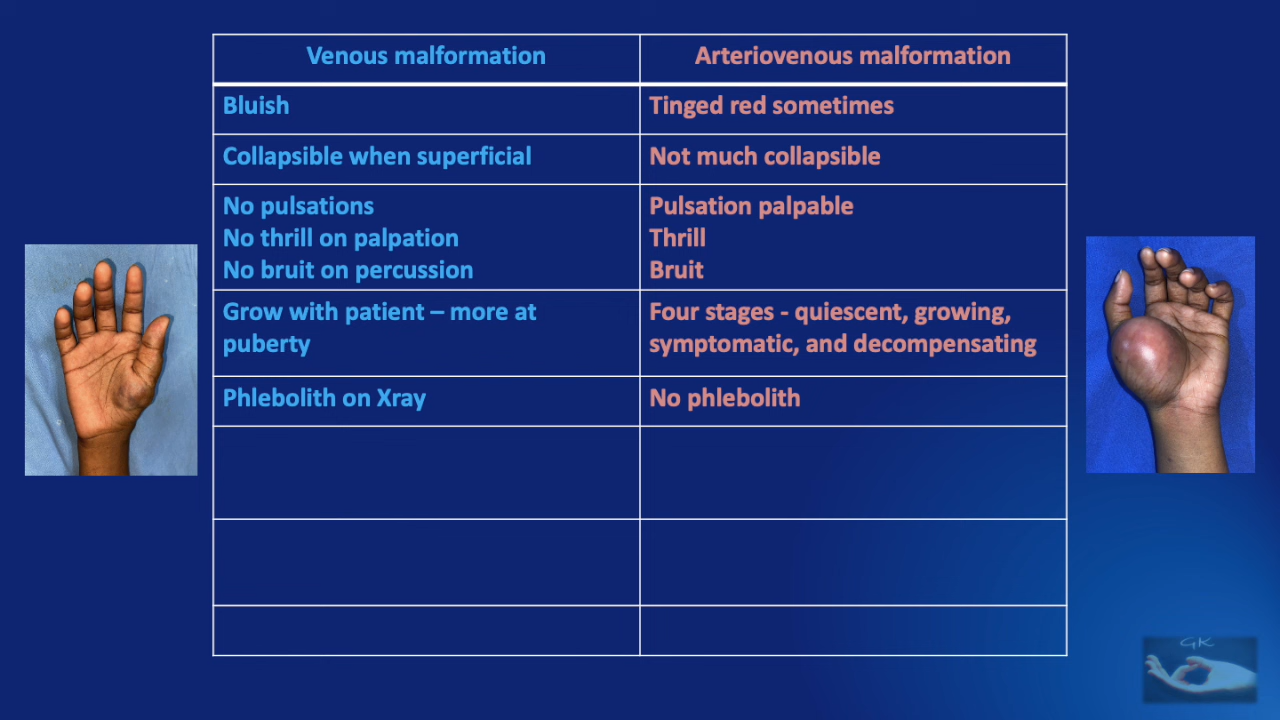 Venous malformation
Arteriovenous malformation
Bluish
Tinged red sometimes
Collapsible when superficial
Not much collapsible
No pulsations
No thrill on palpation
No bruit on percussion
Pulsation palpable
Thrill
Bruit
Grow with patient – more at
puberty
Four stages - quiescent, growing,
symptomatic, and decompensating
Phlebolith on Xray
No phlebolith
GK